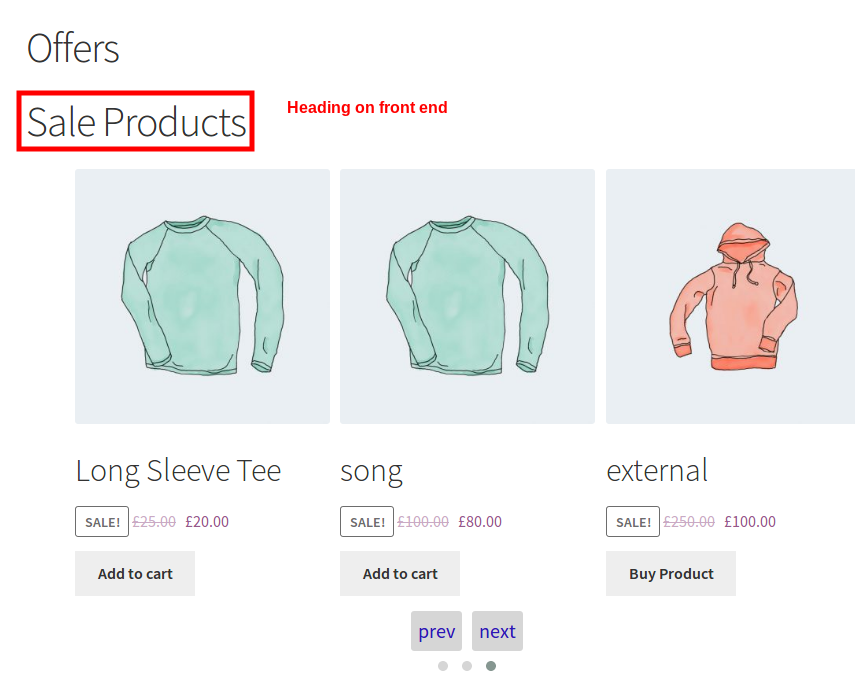 Offers
Sale Products
Heading on front end
Long Sleeve Tee
song
external
SALE! £25.00 £20.00
SALE! £100.00 £80.00
SALE! £250.00 £100.00
Add to cart
Add to cart
Buy Product
prev next